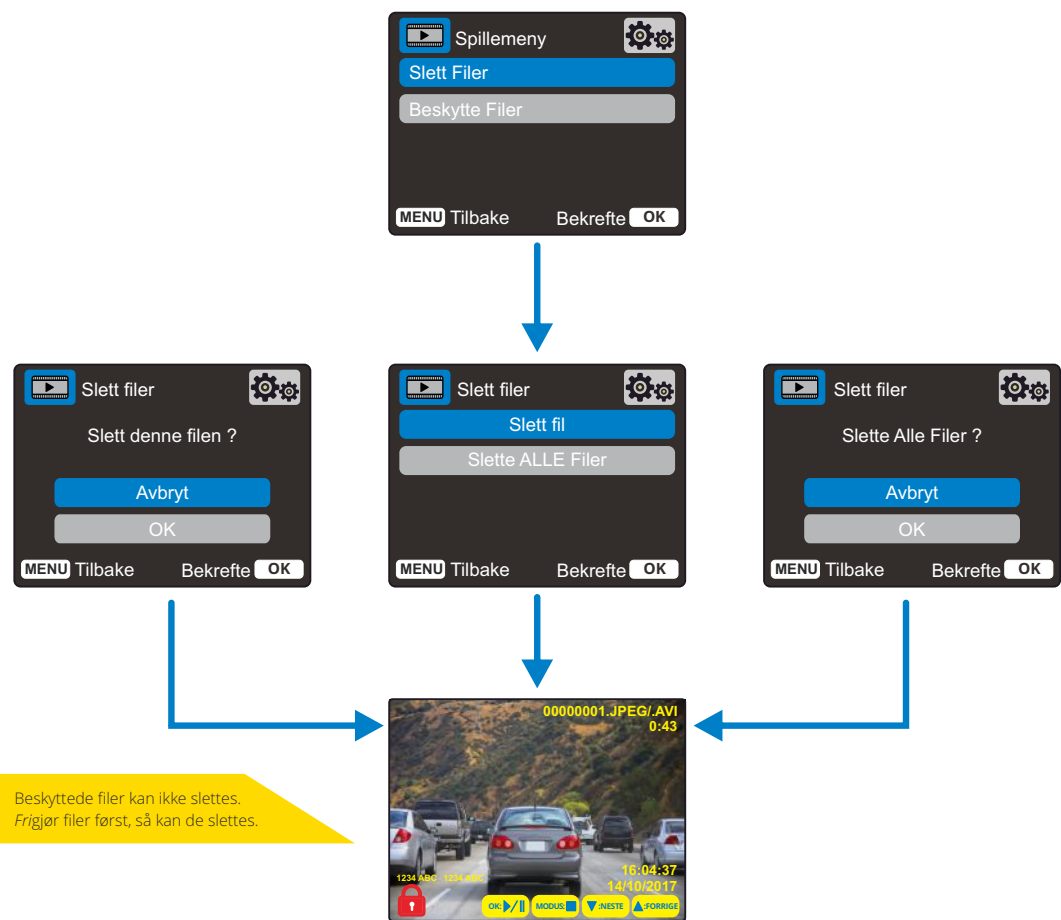 Spillemeny
Slett Filer
Beskytte Filer
MENU Tilbake Bekrefte OK
Slett filer
Slett denne filen ?
Avbryt
OK
MENU Tilbake Bekrefte OK
Slett filer
Slett fil
Slette ALLE Filer
MENU Tilbake Bekrefte OK
Slett filer
Slette Alle Filer ?
Avbryt
OK
MENU Tilbake Bekrefte OK
00000001.JPEG/.AVI
0:43
Beskyttede filer kan ikke slettes.
Frigjør filer først, så kan de slettes.
16:04:37
1234 ABC 1234 ABC
14/10/2017
OK: MODUS: :NESTE :FORRIGE